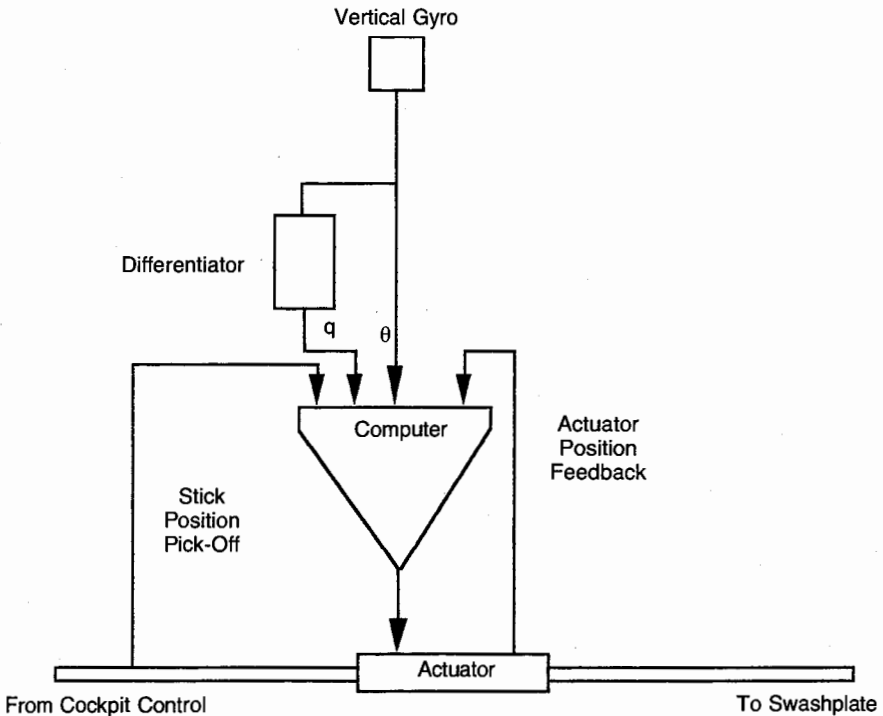 Vertical Gyro
Differentiator
q
θ
Computer
Actuator
Position
Feedback
Stick
Position
Pick-Off
Actuator
From Cockpit Control
To Swashplate